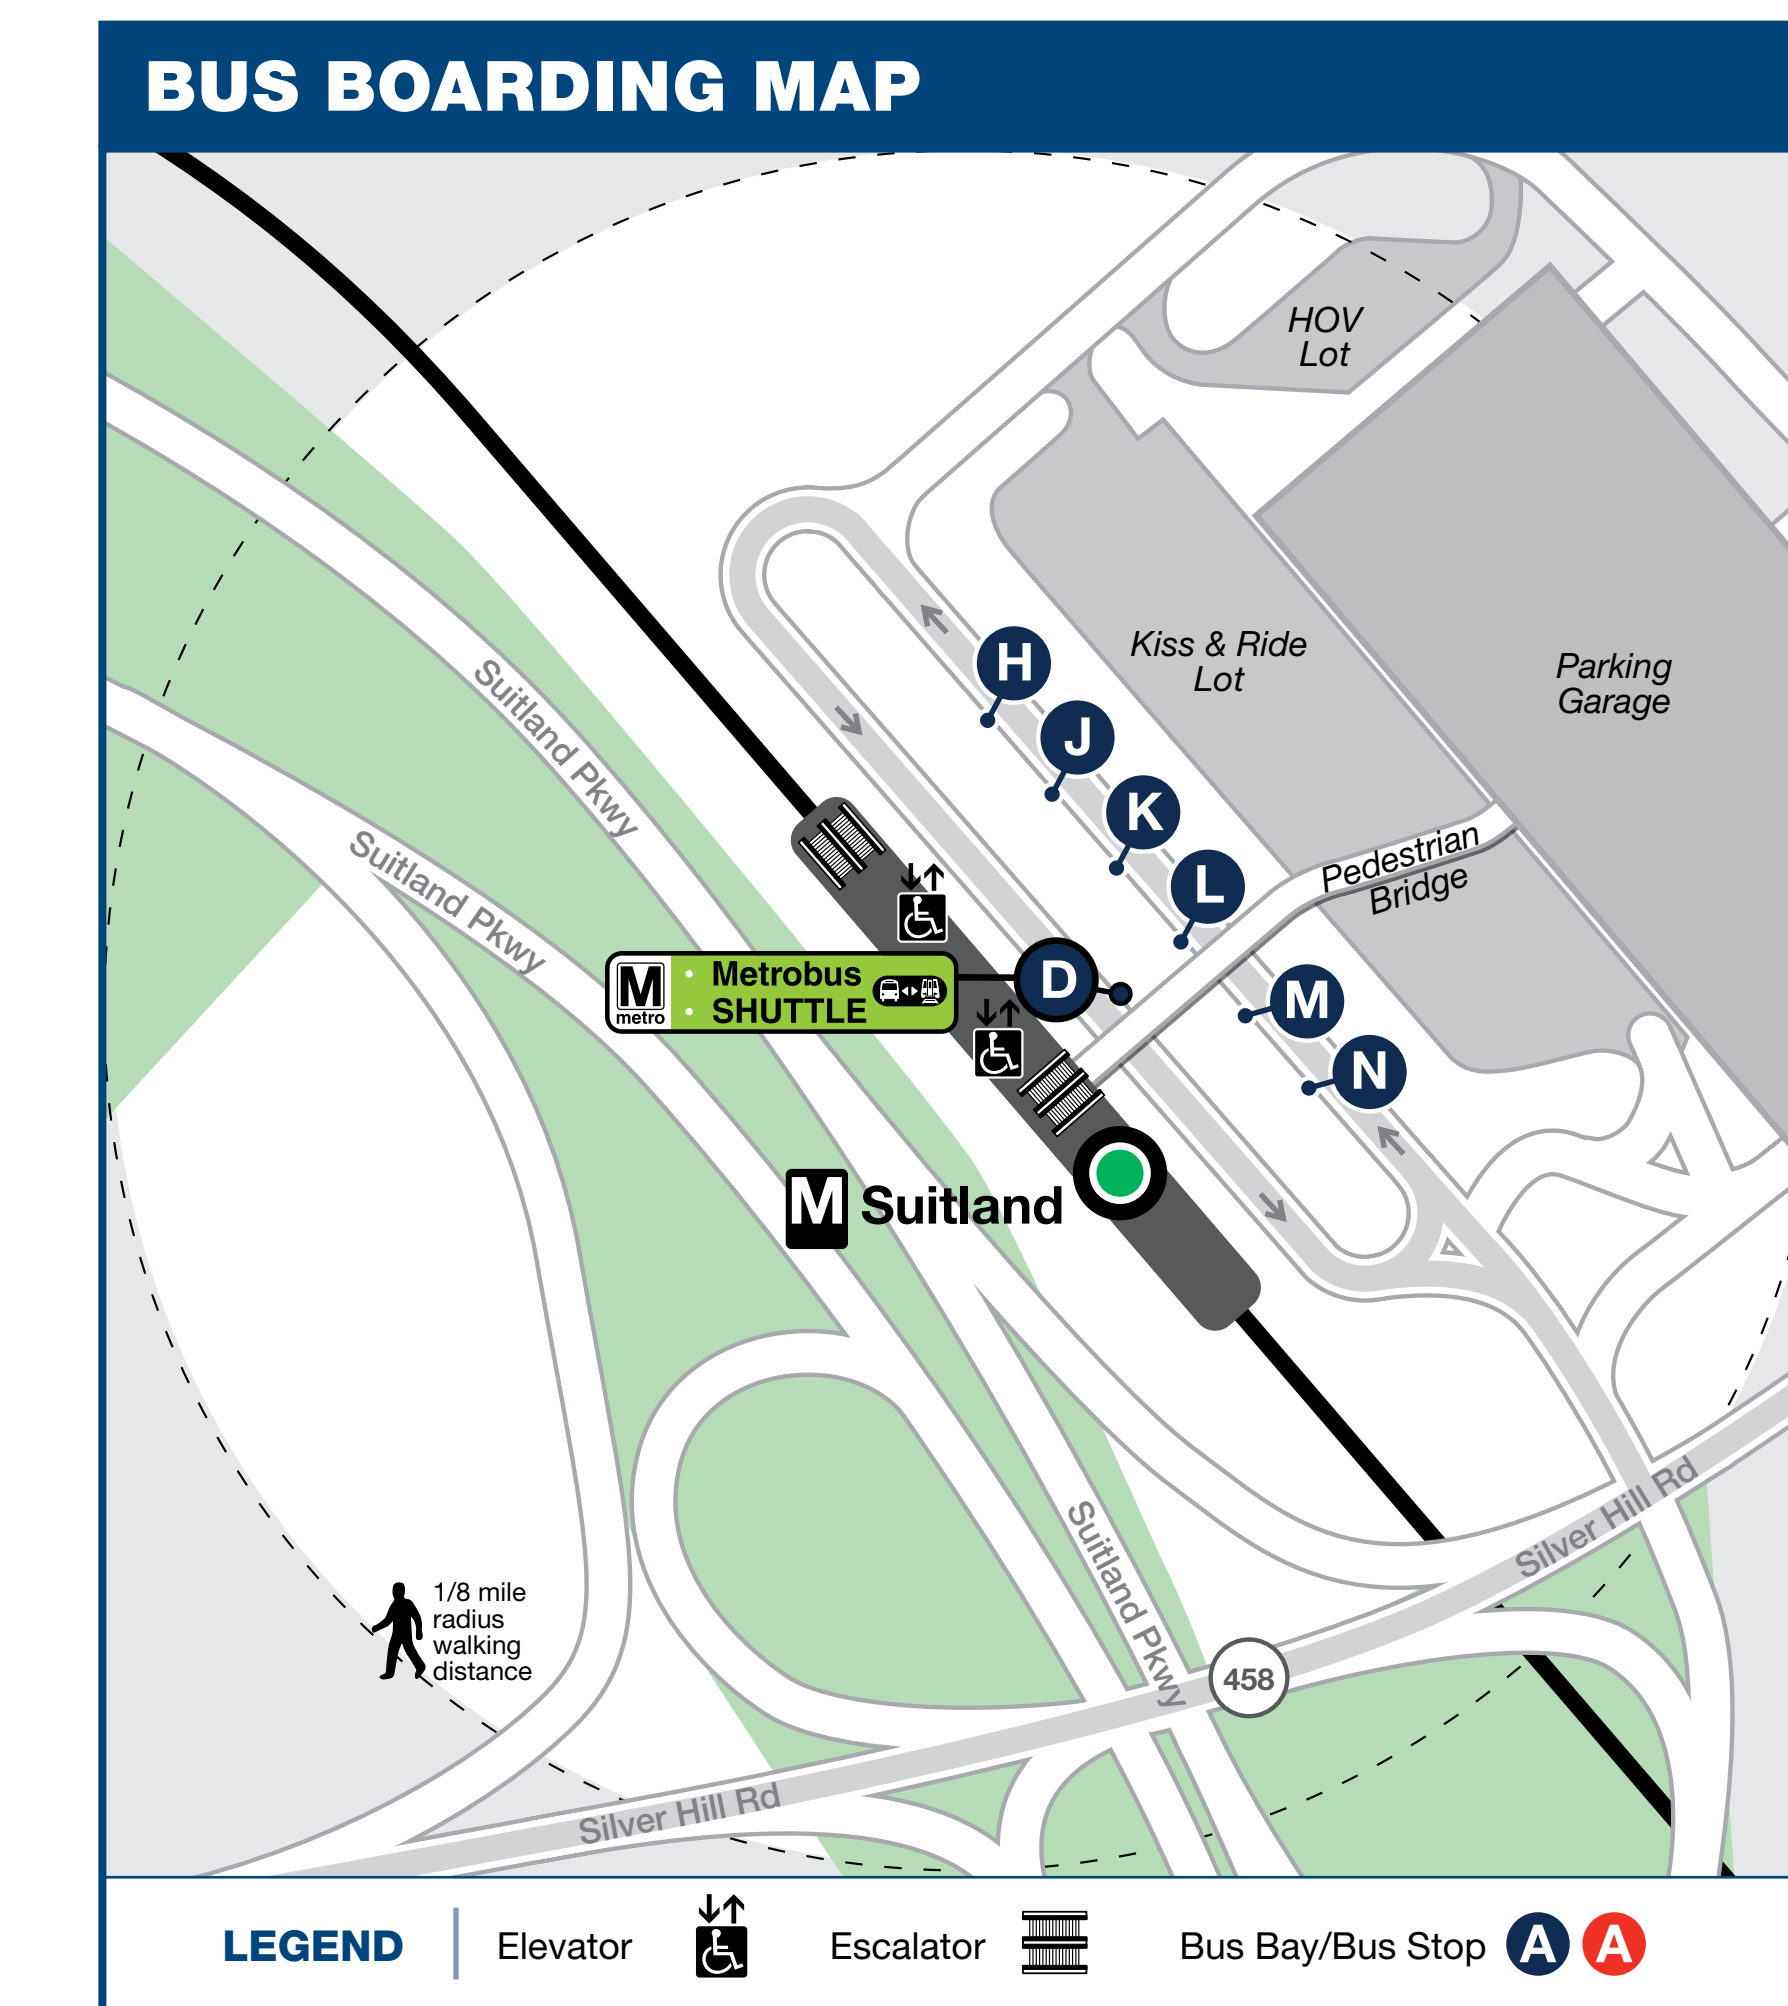 BUS BOARDING MAP
HOV
Lot
Kiss & Ride
Lot
Parking
Garage
H
J
K
L
Suitland Pkwy
Suitland Pkwy
Pedestrian
Bridge
M
metro
• Metrobus
• SHUTTLE
D
M
N
M Suitland
Suitland Pkwy
Silver Hill Rd
1/8 mile
radius
walking
distance
458
Silver Hill Rd
LEGEND
Elevator
Escalator
Bus Bay/Bus Stop A A